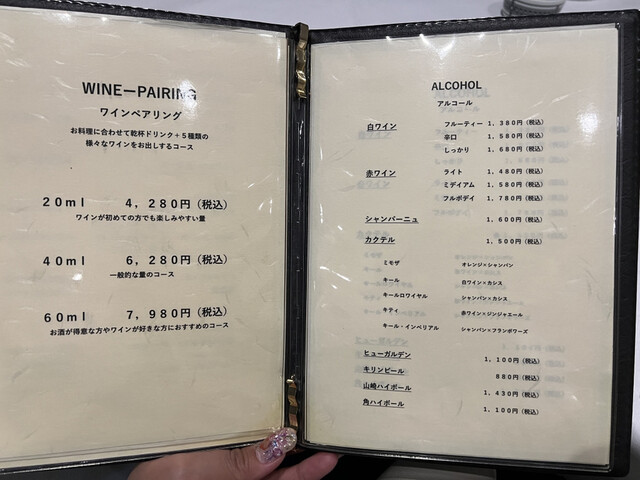 WINE－PAIRING
ワインペアリング
お料理に合わせて乾杯ドリンク＋５種類の
様々なワインをお出しするコース
20ml 4,280円（税込）
ワインが初めての方でも楽しみやすい量
40ml 6,280円（税込）
一般的な量のコース
60ml 7,980円（税込）
お酒が得意な方やワインが好きな方におすすめのコース
ALCOHOL
アルコール
白ワイン フルーティー 1,380円（税込）
辛口 1,580円（税込）
しっかり 1,680円（税込）
赤ワイン ライト 1,480円（税込）
ミディアム 1,580円（税込）
フルボディ 1,780円（税込）
シャンパーニュ 1,600円（税込）
カクテル 1,500円（税込）
ミモザ オレンジ×シャンパン
キール 白ワイン×カシス
キールロワイヤル シャンパン×カシス
キティ 赤ワイン×ジンジャエール
キール・インペリアル シャンパン×フランボワーズ
ヒューガルデン 1,100円（税込）
キリンビール 880円（税込）
山崎ハイボール 1,430円（税込）
角ハイボール 1,100円（税込）